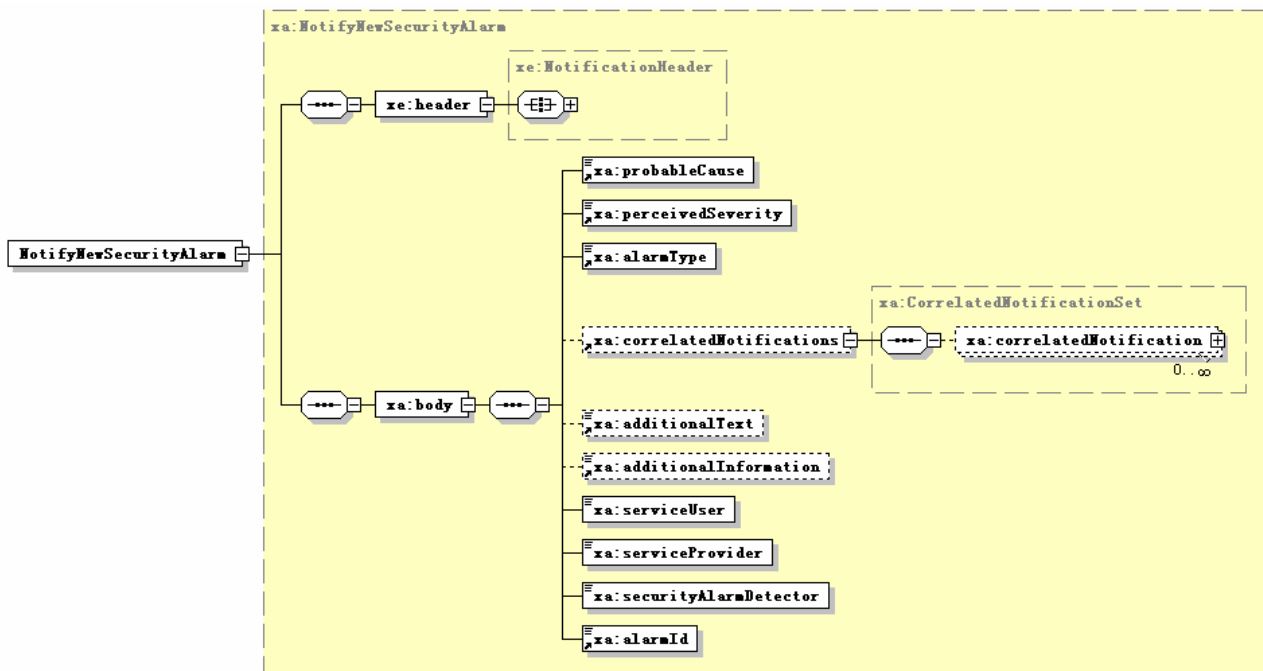 xa:NotifyNewSecurityAlarm
xe:NotificationHeader
xe:header
xa:probableCause
xa:perceivedSeverity
NotifyNewSecurityAlarm
xa:alarmType
xa:CorrelatedNotificationSet
xa:correlatedNotifications
xa:correlatedNotification
0..∞
xa:body
xa:additionalText
xa:additionalInformation
xa:serviceUser
xa:serviceProvider
xa:securityAlarmDetector
xa:alarmId